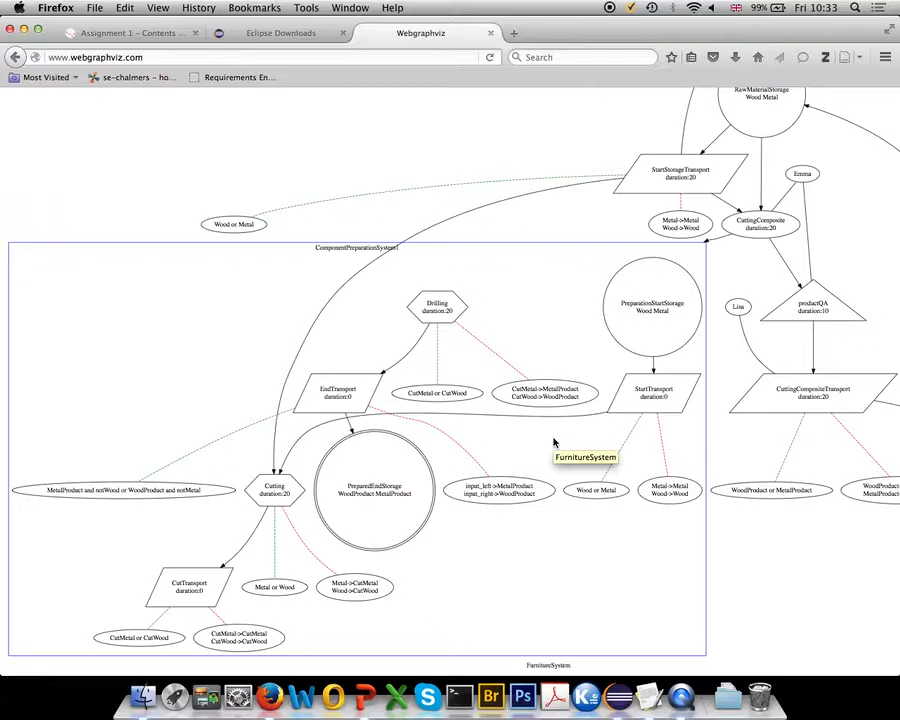 Firefox File Edit View History Bookmarks Tools Window Help 99% Fri 10:33
Assignment 1 – Contents ... Eclipse Downloads Webgraphviz
www.webgraphviz.com Search
Most Visited se-chalmers – ho... Requirements En...
RawMaterialStorage
Wood Metal
StartStorageTransport
duration:20
Emma
Wood or Metal
Metal->Metal
Wood->Wood
CuttingComposite
duration:20
ComponentPreparationSystem1
Drilling
duration:20
PreparationStartStorage
Wood Metal
Lisa
productQA
duration:10
EndTransport
duration:0
CutMetal or CutWood
CutMetal->MetalProduct
CutWood->WoodProduct
StartTransport
duration:0
CuttingCompositeTransport
duration:20
FurnitureSystem
MetalProduct and notWood or WoodProduct and notMetal
Cutting
duration:20
PreparedEndStorage
WoodProduct MetalProduct
input_left->MetalProduct
input_right->WoodProduct
Wood or Metal
Metal->Metal
Wood->Wood
WoodProduct or MetalProduct
WoodProduct
MetalProduct
CutTransport
duration:0
Metal or Wood
Metal->CutMetal
Wood->CutWood
CutMetal or CutWood
CutMetal->CutMetal
CutWood->CutWood
FurnitureSystem
W O P X S Br Ps K